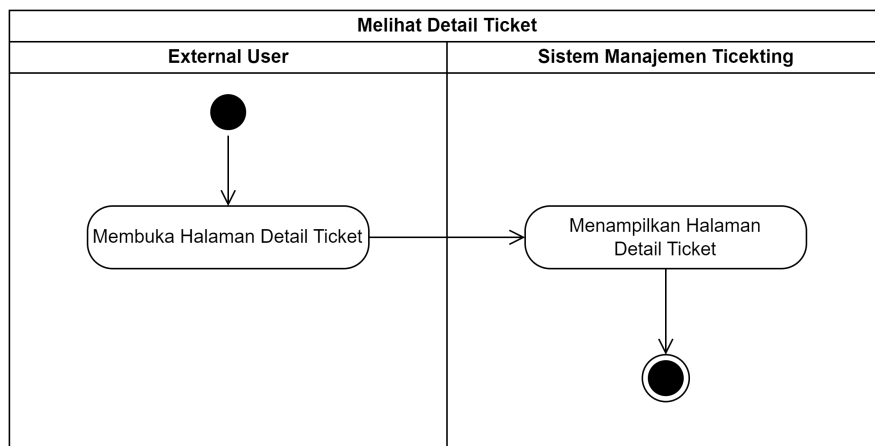 Melihat Detail Ticket
External User
Sistem Manajemen Ticekting
Membuka Halaman Detail Ticket
Menampilkan Halaman
Detail Ticket